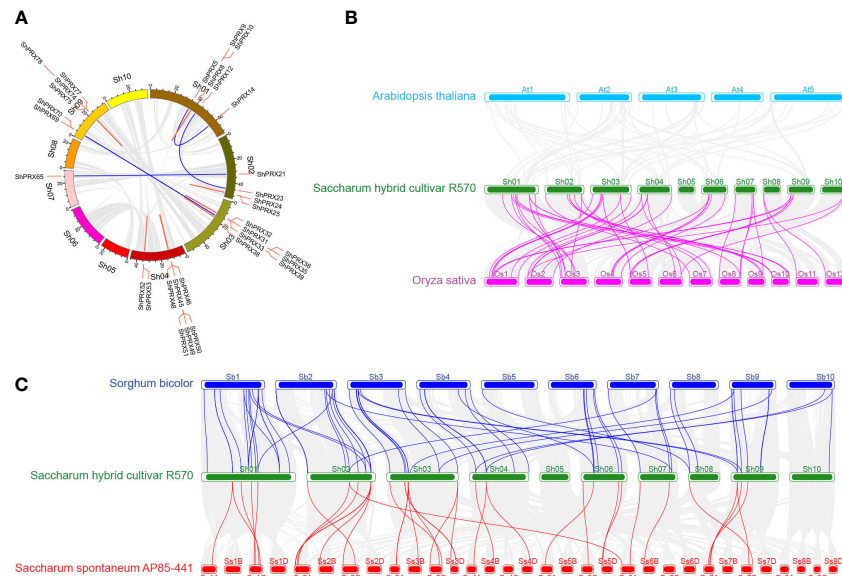 A
ShPRX9
ShPRX10
ShPRX5
ShPRX8
ShPRX12
ShPRX14
ShPRX21
ShPRX23
ShPRX24
ShPRX25
ShPRX32
ShPRX31
ShPRX33
ShPRX38
ShPRX36
ShPRX35
ShPRX39
ShPRX46
ShPRX45
ShPRX48
ShPRX50
ShPRX49
ShPRX51
ShPRX52
ShPRX53
ShPRX65
ShPRX69
ShPRX75
ShPRX74
ShPRX77
ShPRX78
Sh01
Sh02
Sh03
Sh04
Sh05
Sh06
Sh07
Sh08
Sh09
Sh10
B
At1 At2 At3 At4 At5
Arabidopsis thaliana
Sh01 Sh02 Sh03 Sh04 Sh05 Sh06 Sh07 Sh08 Sh09 Sh10
Saccharum hybrid cultivar R570
Os1 Os2 Os3 Os4 Os5 Os6 Os7 Os8 Os9 Os10 Os11
Oryza sativa
C
Sb1 Sb2 Sb3 Sb4 Sb5 Sb6 Sb7 Sb8 Sb9 Sb10
Sorghum bicolor
Sh01 Sh02 Sh03 Sh04 Sh05 Sh06 Sh07 Sh08 Sh09 Sh10
Saccharum hybrid cultivar R570
Ss1B Ss1D Ss2B Ss2D Ss3B Ss3D Ss4B Ss4D Ss5B Ss5D Ss6B Ss6D Ss7B Ss7D Ss8B Ss8D
Saccharum spontaneum AP85-441